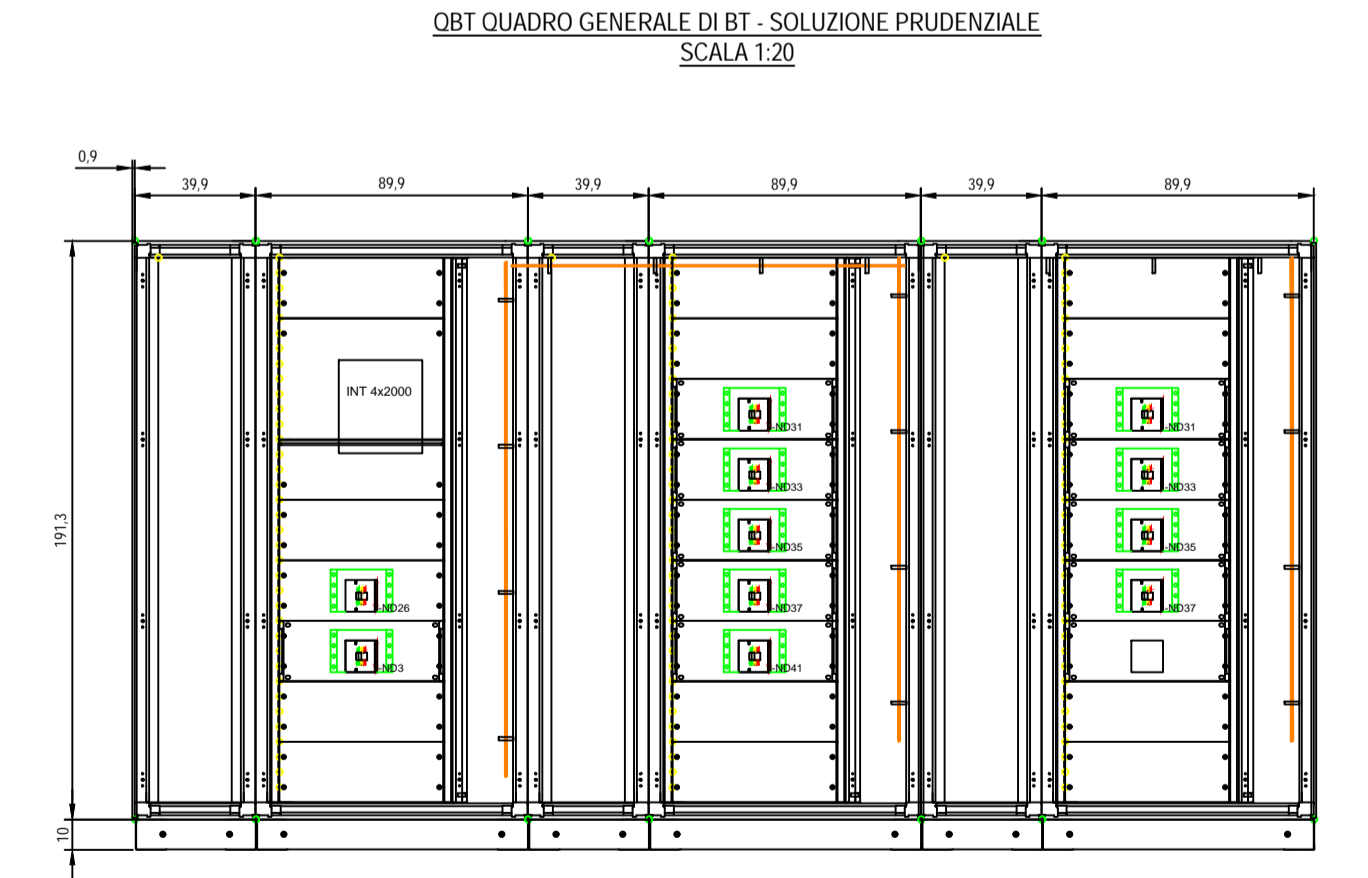 QBT QUADRO GENERALE DI BT - SOLUZIONE PRUDENZIALE
SCALA 1:20
0,9
39,9
89,9
39,9
89,9
39,9
89,9
INT 4x2000
-ND31
-ND31
-ND33
-ND33
191,3
-ND35
-ND35
-ND26
-ND37
-ND37
-ND3
-ND41
10